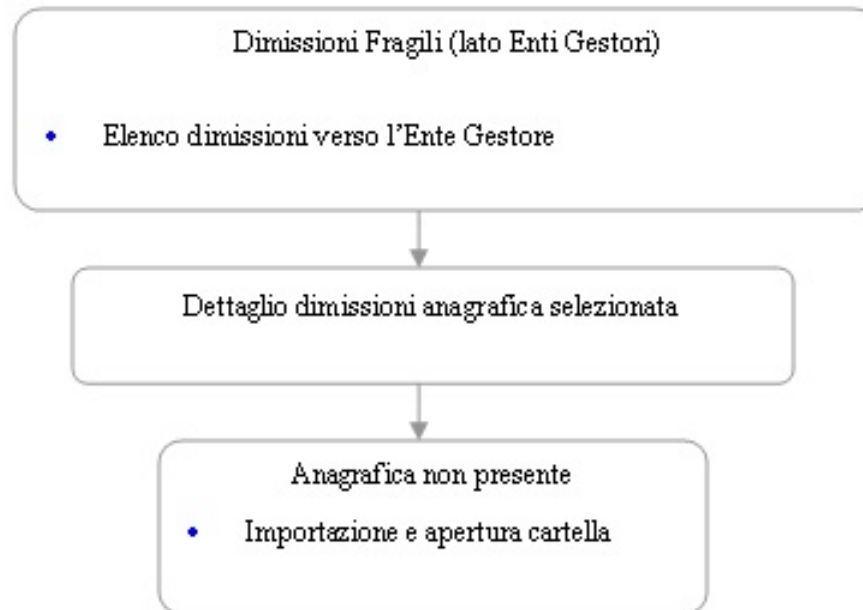 Dimissioni Fragili (lato Enti Gestori)
• Elenco dimissioni verso l'Ente Gestore
Dettaglio dimissioni anagrafica selezionata
Anagrafica non presente
• Importazione e apertura cartella